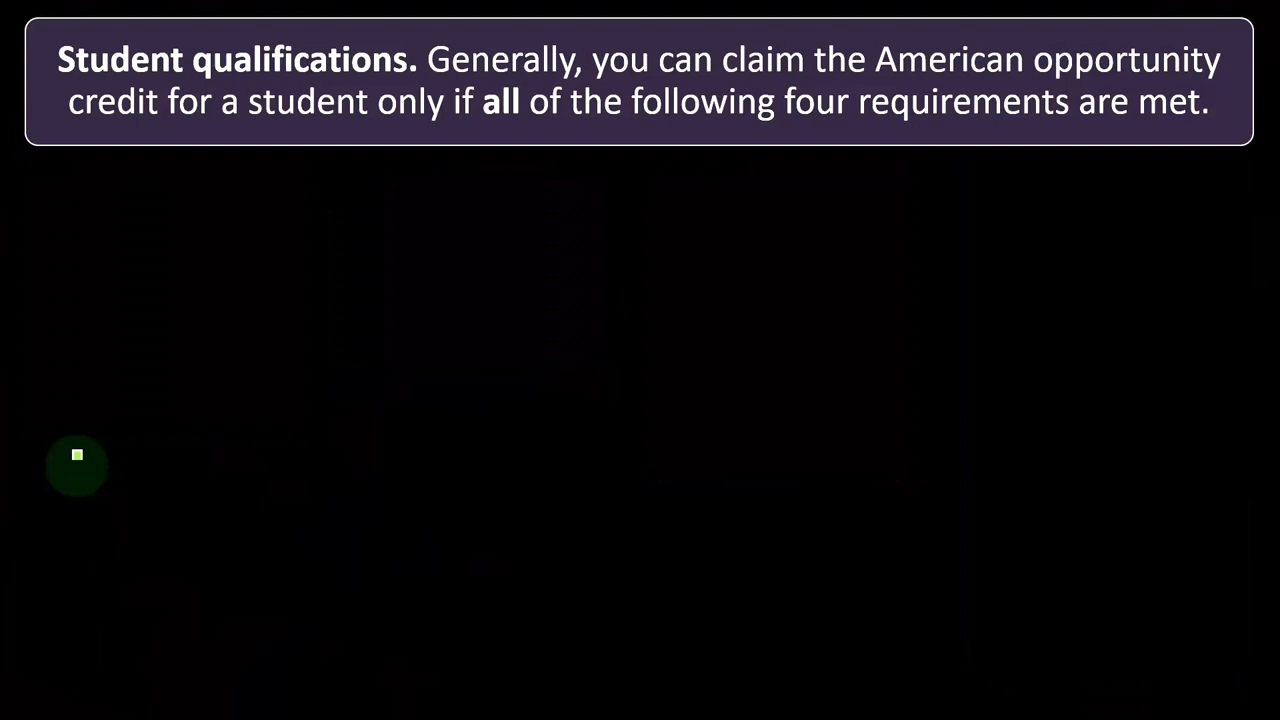 Student qualifications. Generally, you can claim the American opportunity
credit for a student only if all of the following four requirements are met.